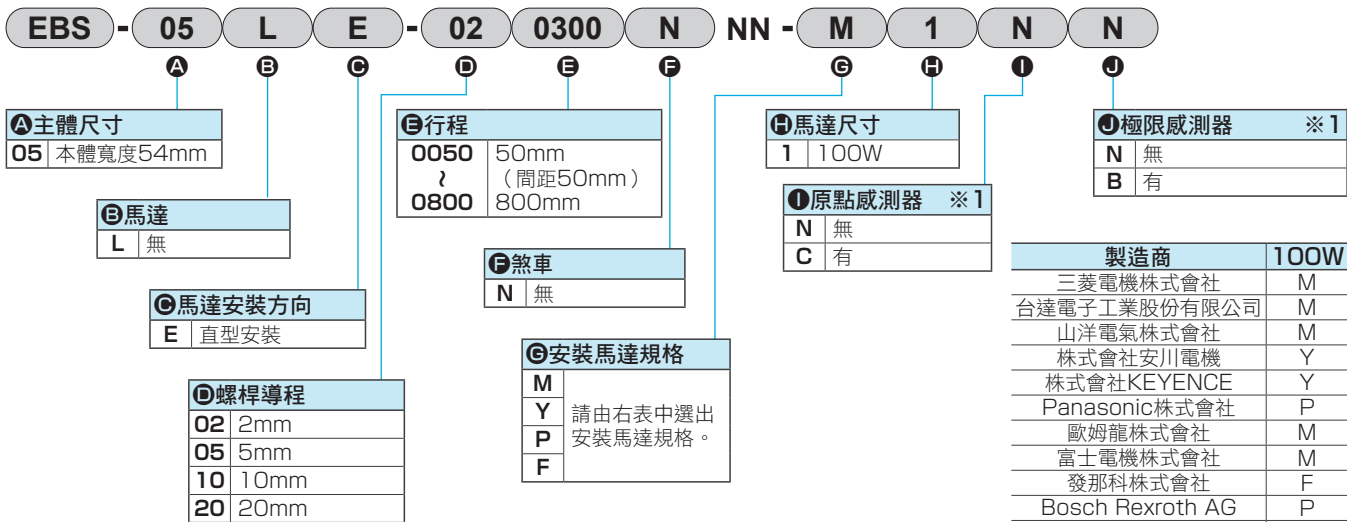 EBS - 05 L E - 02 0300 N NN - M 1 N N
A B C D E F G H I J
A主體尺寸
05 本體寬度54mm
B馬達
L 無
C馬達安裝方向
E 直型安裝
D螺桿導程
02 2mm
05 5mm
10 10mm
20 20mm
E行程
0050 50mm
~ （間距50mm）
0800 800mm
F煞車
N 無
G安裝馬達規格
M
Y
P
F
請由右表中選出
安裝馬達規格。
H馬達尺寸
1 100W
I原點感測器 ※1
N 無
C 有
J極限感測器 ※1
N 無
B 有
製造商 100W
三菱電機株式會社 M
台達電子工業股份有限公司 M
山洋電氣株式會社 M
株式會社安川電機 Y
株式會社KEYENCE Y
Panasonic株式會社 P
歐姆龍株式會社 M
富士電機株式會社 M
發那科株式會社 F
Bosch Rexroth AG P